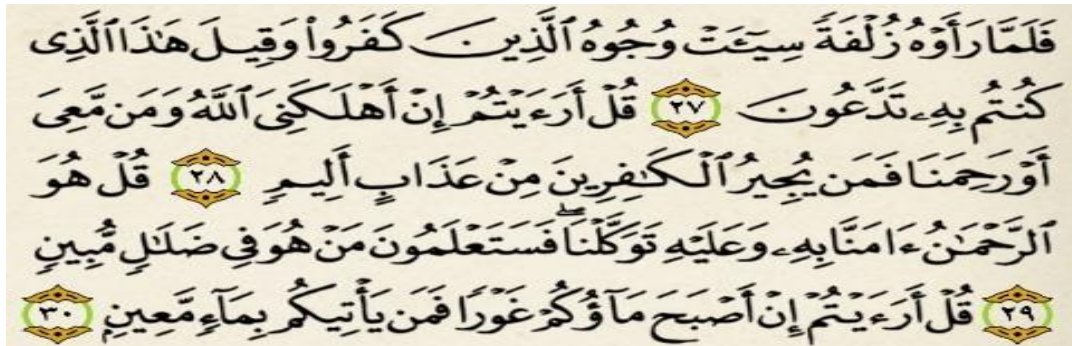 فَلَمَّا رَأَوۡهُ زُلۡفَةٗ سِيٓـَٔتۡ وُجُوهُ ٱلَّذِينَ كَفَرُواْ وَقِيلَ هَٰذَا ٱلَّذِي
كُنتُم بِهِۦ تَدَّعُونَ ٢٧ قُلۡ أَرَءَيۡتُمۡ إِنۡ أَهۡلَكَنِيَ ٱللَّهُ وَمَن مَّعِيَ
أَوۡ رَحِمَنَا فَمَن يُجِيرُ ٱلۡكَٰفِرِينَ مِنۡ عَذَابٍ أَلِيمٖ ٢٨ قُلۡ هُوَ
ٱلرَّحۡمَٰنُ ءَامَنَّا بِهِۦ وَعَلَيۡهِ تَوَكَّلۡنَاۖ فَسَتَعۡلَمُونَ مَنۡ هُوَ فِي ضَلَٰلٖ مُّبِينٖ
٢٩ قُلۡ أَرَءَيۡتُمۡ إِنۡ أَصۡبَحَ مَآؤُكُمۡ غَوۡرٗا فَمَن يَأۡتِيكُم بِمَآءٖ مَّعِينِۭ ٣٠